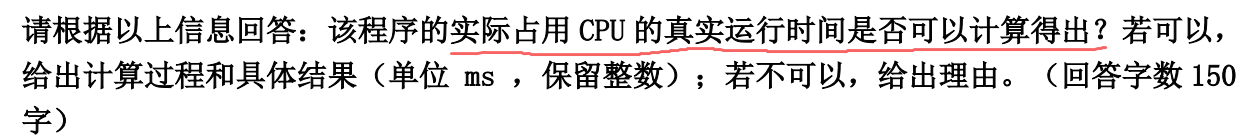 请根据以上信息回答：该程序的实际占用 CPU 的真实运行时间是否可以计算得出？若可以，
给出计算过程和具体结果（单位 ms ，保留整数）；若不可以，给出理由。（回答字数 150
字）